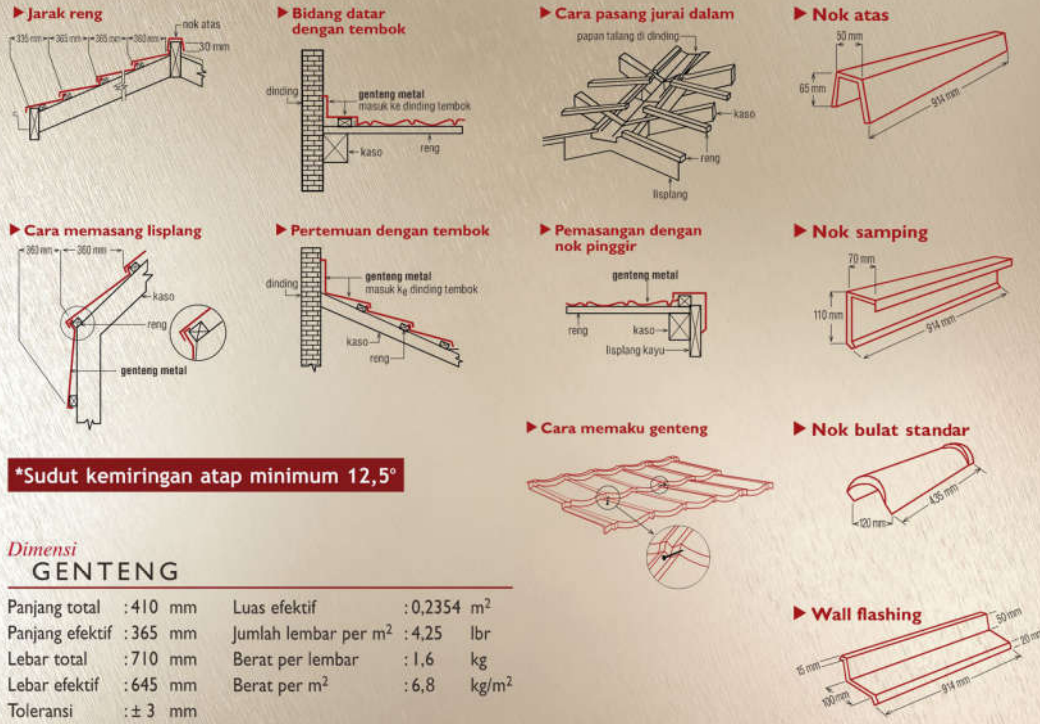 ▶ Jarak reng
nok atas
335 mm
365 mm
365 mm
360 mm
30 mm
▶ Bidang datar
dengan tembok
dinding
genteng metal
masuk ke dinding tembok
kaso
reng
▶ Cara pasang jurai dalam
papan talang di dinding
kaso
reng
lisplang
▶ Nok atas
50 mm
65 mm
914 mm
▶ Cara memasang lisplang
360 mm
360 mm
kaso
reng
genteng metal
▶ Pertemuan dengan tembok
dinding
genteng metal
masuk ke dinding tembok
kaso
reng
▶ Pemasangan dengan
nok pinggir
genteng metal
reng
kaso
lisplang kayu
▶ Nok samping
70 mm
110 mm
914 mm
▶ Cara memaku genteng
▶ Nok bulat standar
435 mm
120 mm
*Sudut kemiringan atap minimum 12,5°
Dimensi
GENTENG
Panjang total : 410 mm Luas efektif : 0,2354 m²
Panjang efektif : 365 mm Jumlah lembar per m² : 4,25 lbr
Lebar total : 710 mm Berat per lembar : 1,6 kg
Lebar efektif : 645 mm Berat per m² : 6,8 kg/m²
Toleransi : ± 3 mm
▶ Wall flashing
50 mm
20 mm
15 mm
100mm
914 mm